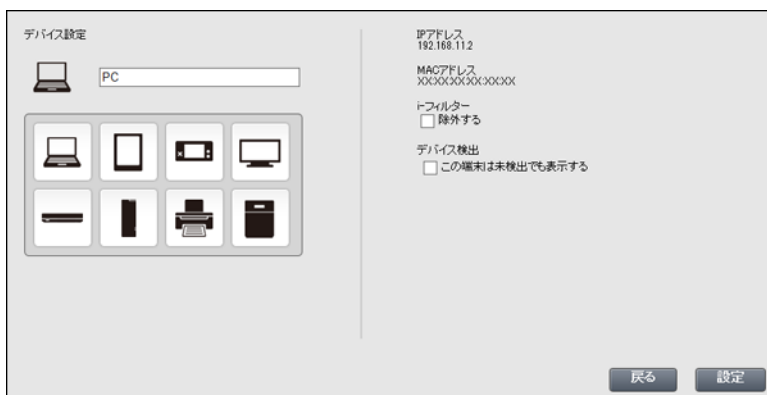 デバイス設定
PC
IPアドレス
192.168.11.2
MACアドレス
XX:XX:XX:XX:XX:XX
i-フィルター
除外する
デバイス検出
この端末は未検出でも表示する
戻る
設定